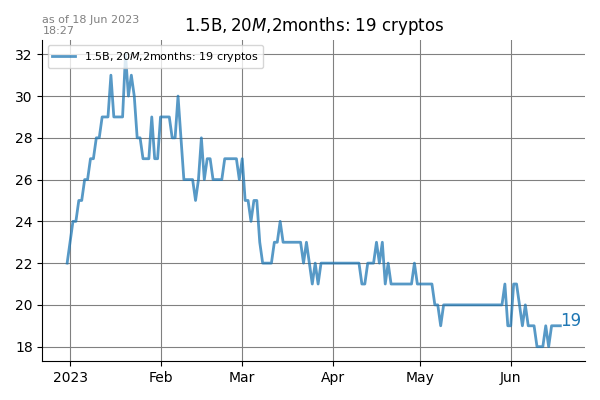 as of 18 Jun 2023
18:27
1.5B, 20M,2months: 19 cryptos
1.5B, 20M,2months: 19 cryptos
32
30
28
26
24
22
20
18
19
2023
Feb
Mar
Apr
May
Jun